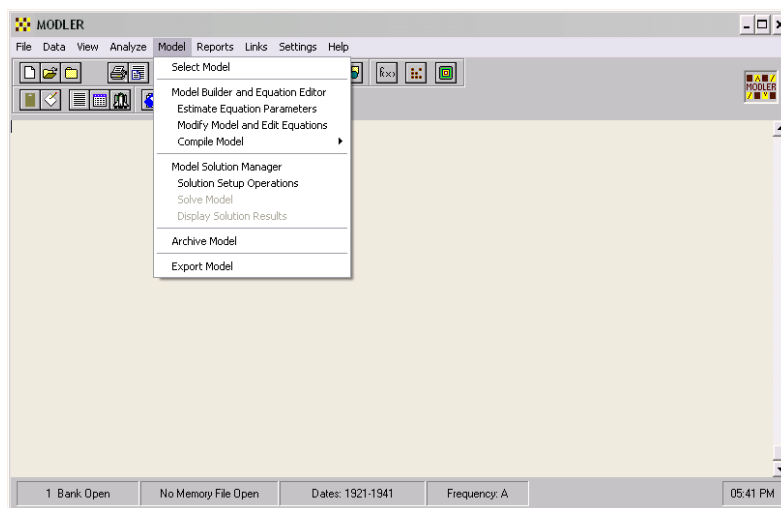 MODLER
File Data View Analyze Model Reports Links Settings Help
Select Model
f(x)
MODLER
Model Builder and Equation Editor
Estimate Equation Parameters
Modify Model and Edit Equations
Compile Model
Model Solution Manager
Solution Setup Operations
Solve Model
Display Solution Results
Archive Model
Export Model
1 Bank Open No Memory File Open Dates: 1921-1941 Frequency: A 05:41 PM